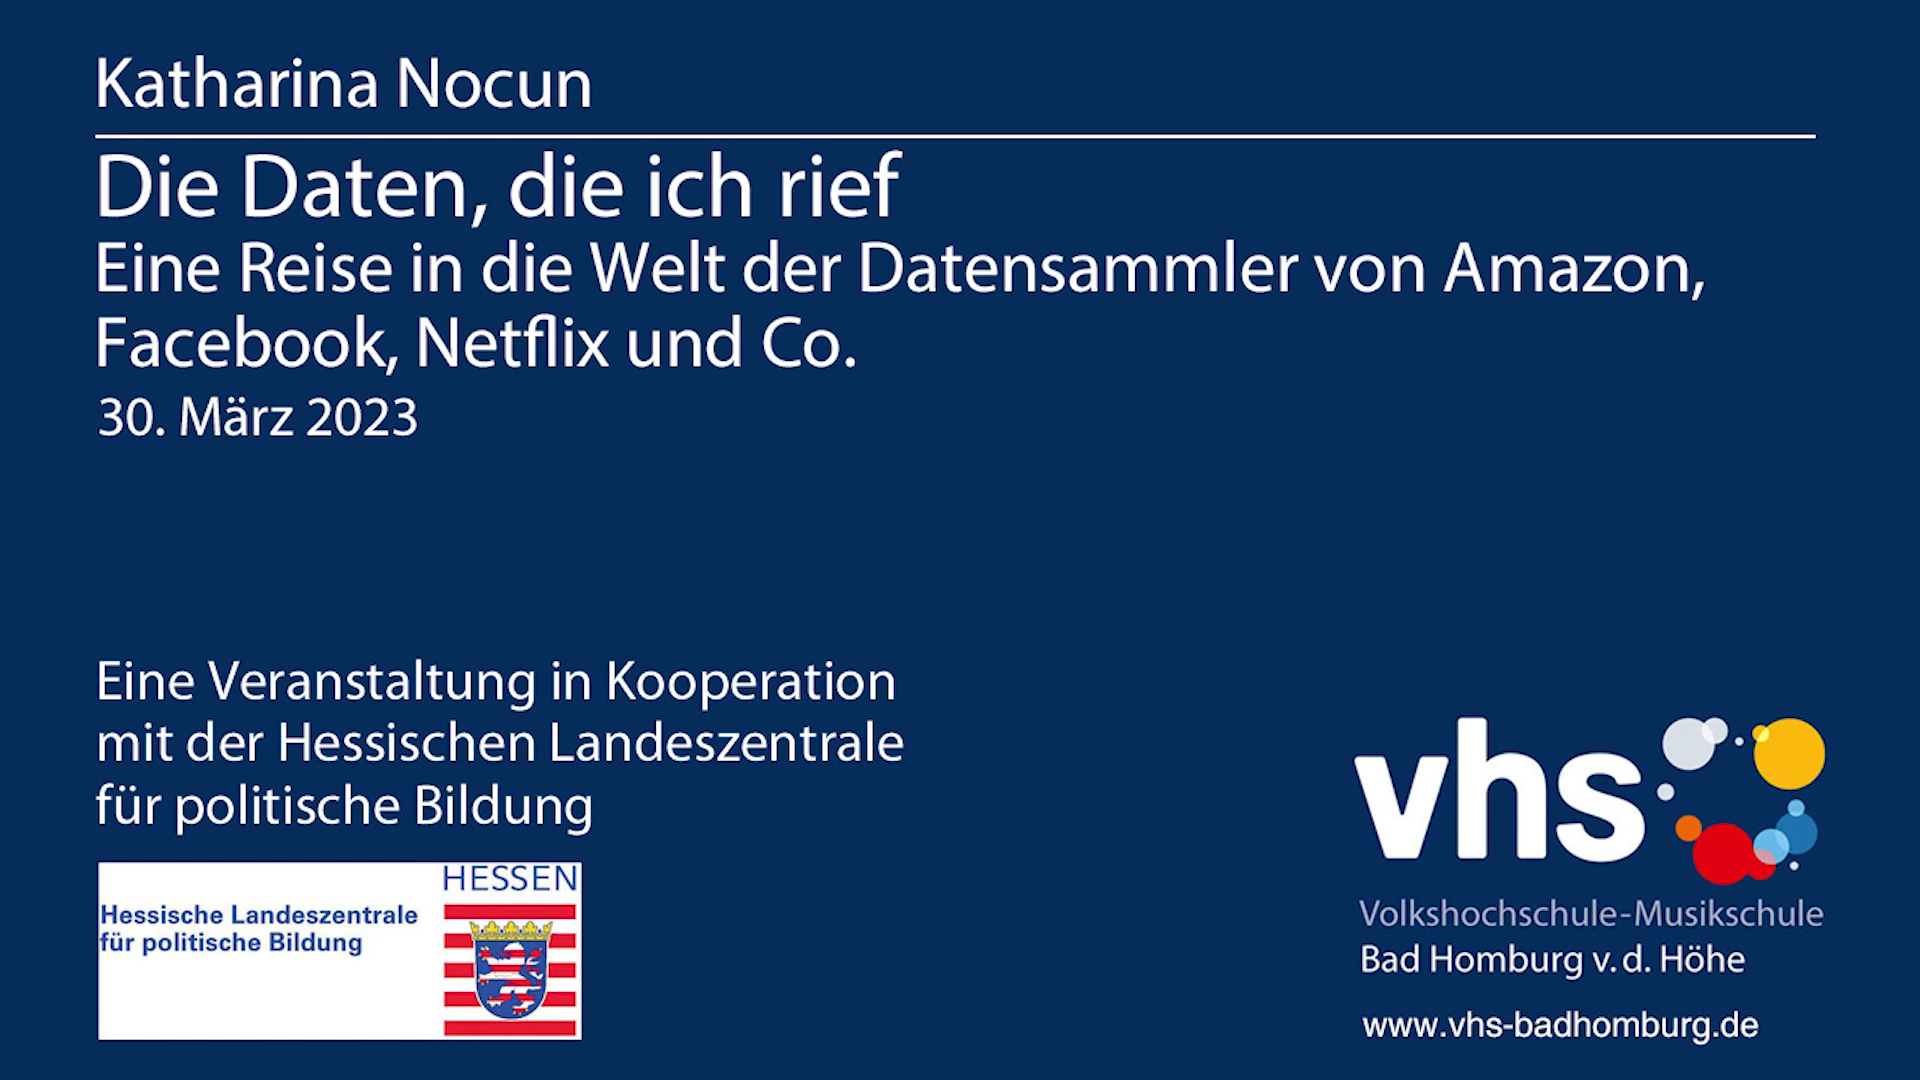 Katharina Nocun
Die Daten, die ich rief
Eine Reise in die Welt der Datensammler von Amazon,
Facebook, Netflix und Co.
30. März 2023
Eine Veranstaltung in Kooperation
mit der Hessischen Landeszentrale
für politische Bildung
HESSEN
Hessische Landeszentrale
für politische Bildung
vhs
Volkshochschule-Musikschule
Bad Homburg v. d. Höhe
www.vhs-badhomburg.de